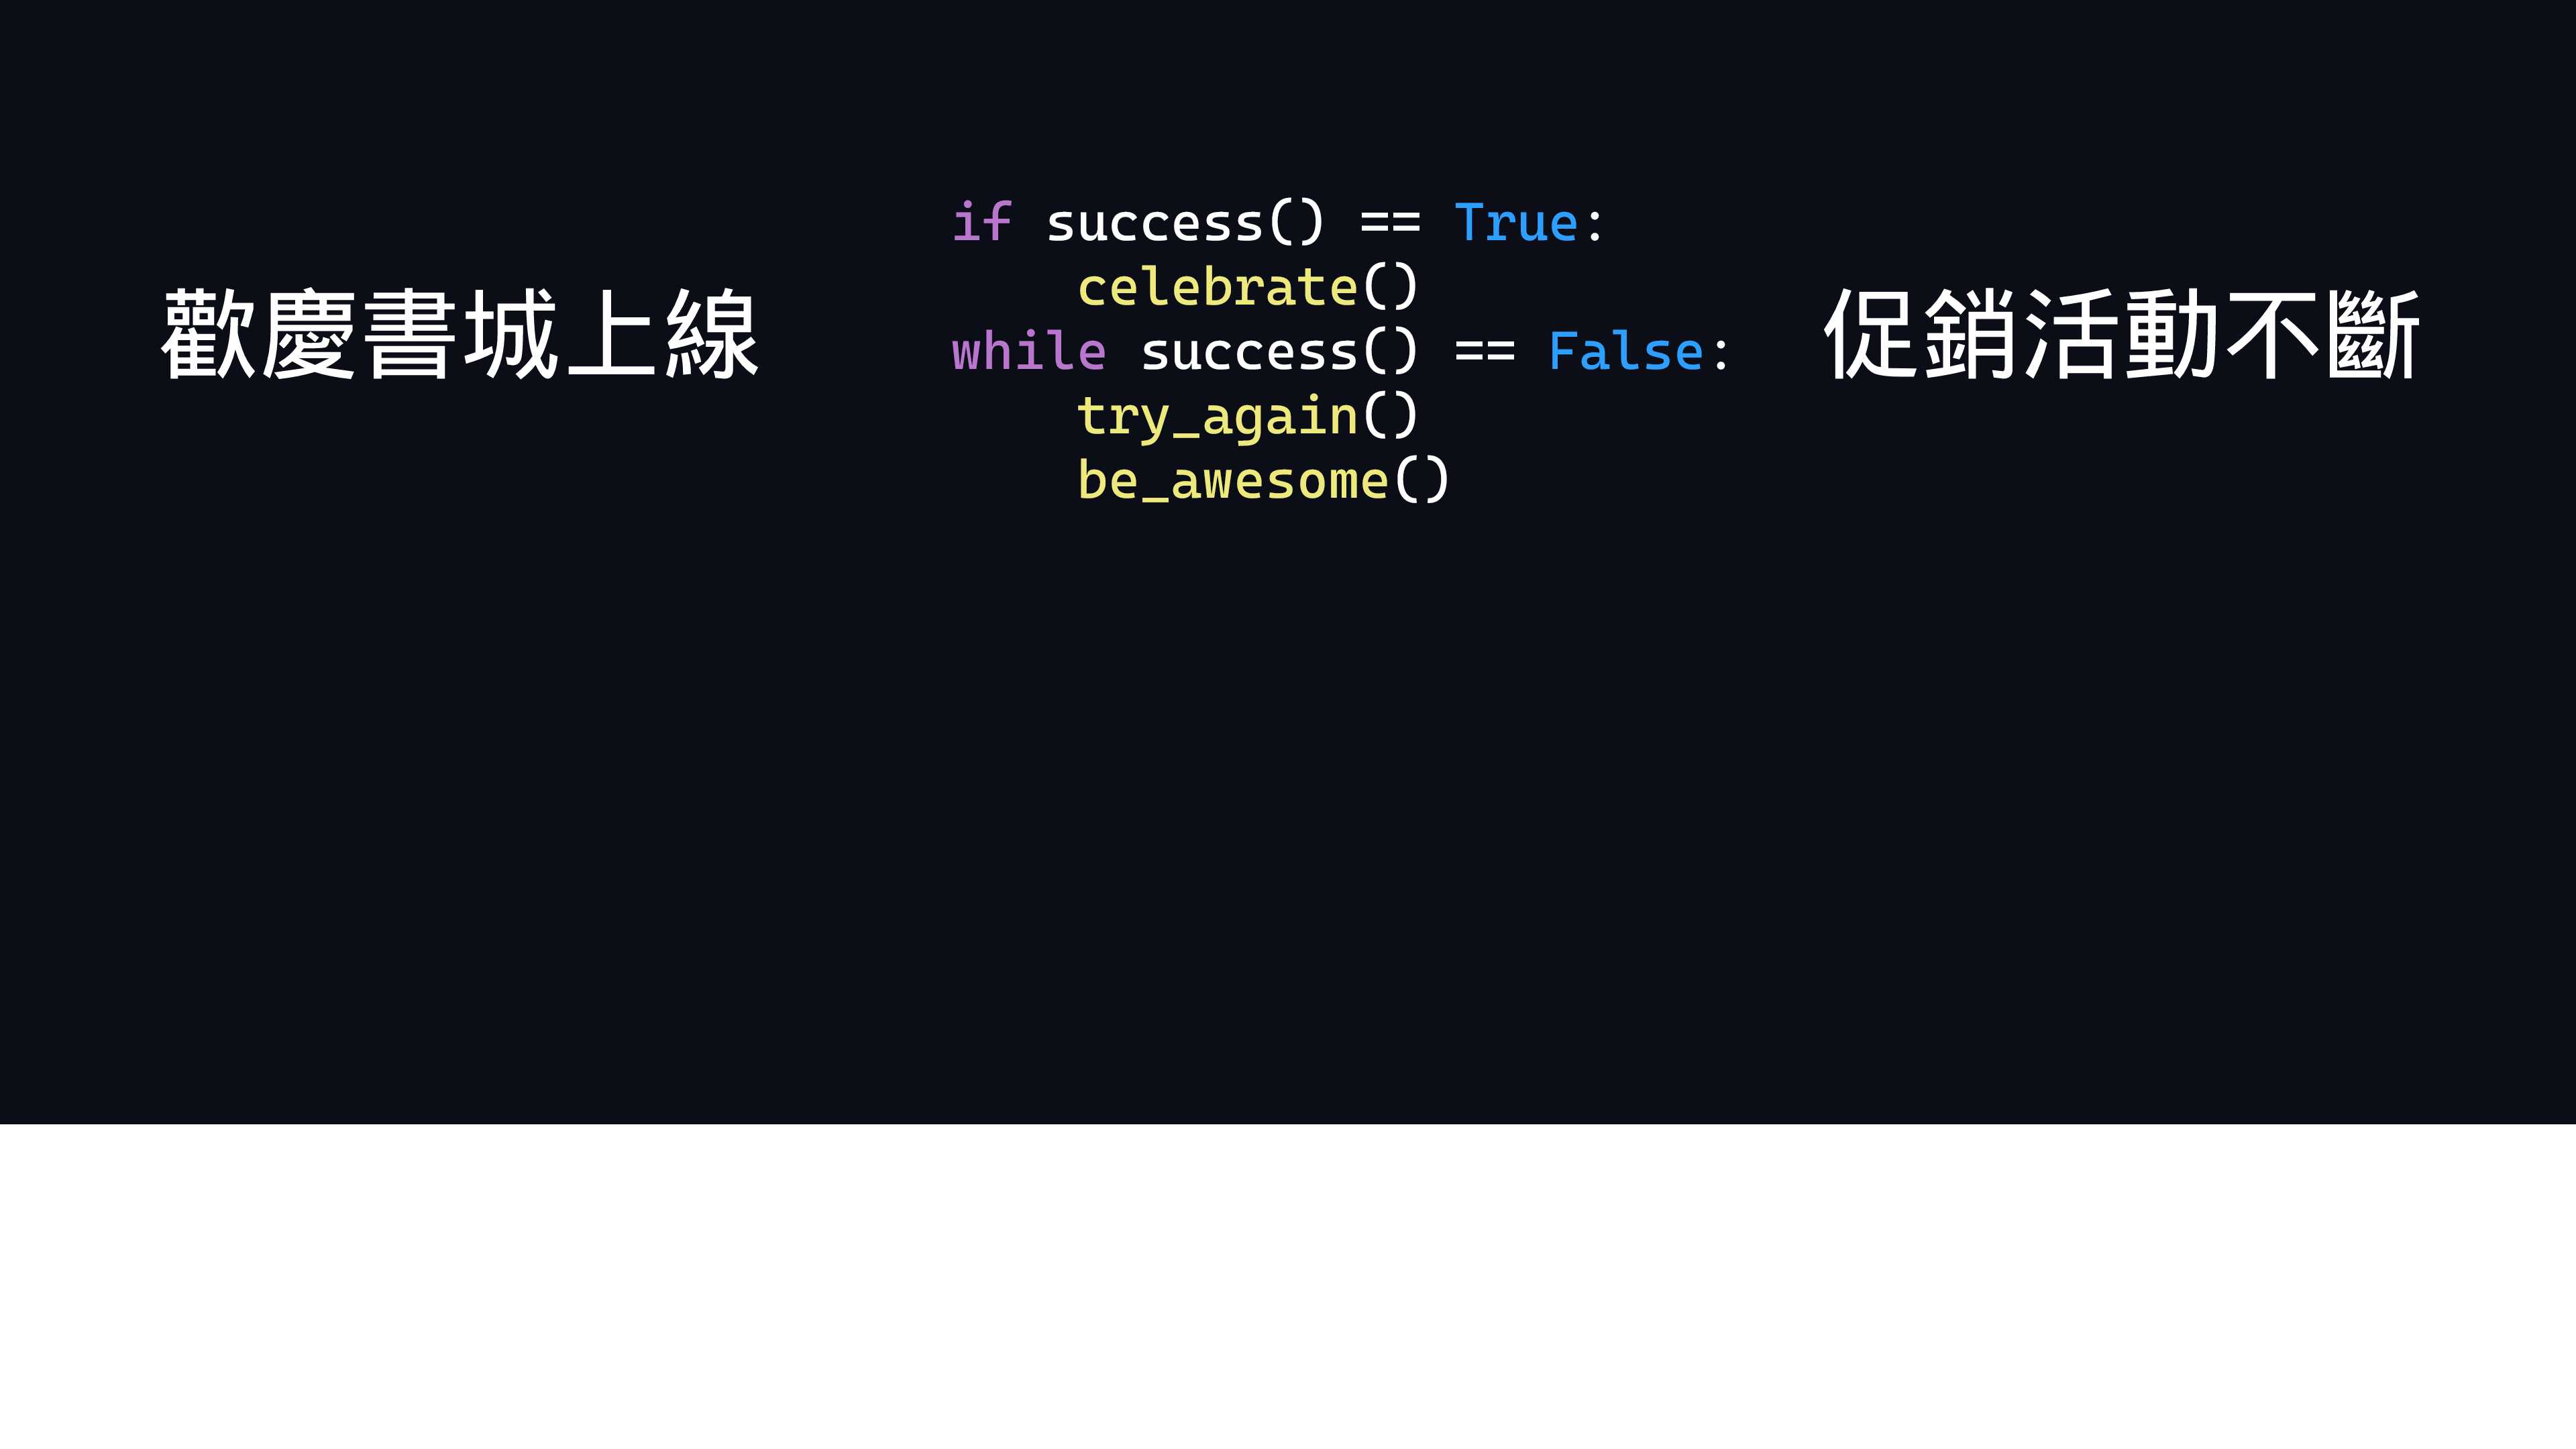 歡慶書城上線
if success() == True:
    celebrate()
while success() == False:
    try_again()
    be_awesome()
促銷活動不斷